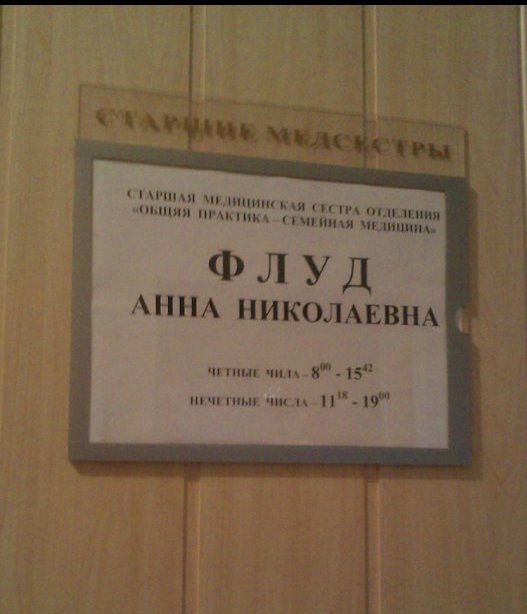 СТАРШИЕ МЕДСЕСТРЫ
СТАРШАЯ МЕДИЦИНСКАЯ СЕСТРА ОТДЕЛЕНИЯ
«ОБЩЯЯ ПРАКТИКА – СЕМЕЙНАЯ МЕДИЦИНА»
ФЛУД
АННА НИКОЛАЕВНА
ЧЕТНЫЕ ЧИЛА – 8⁰⁰ - 15⁴²
НЕЧЕТНЫЕ ЧИСЛА – 11¹⁸ - 19⁰⁰